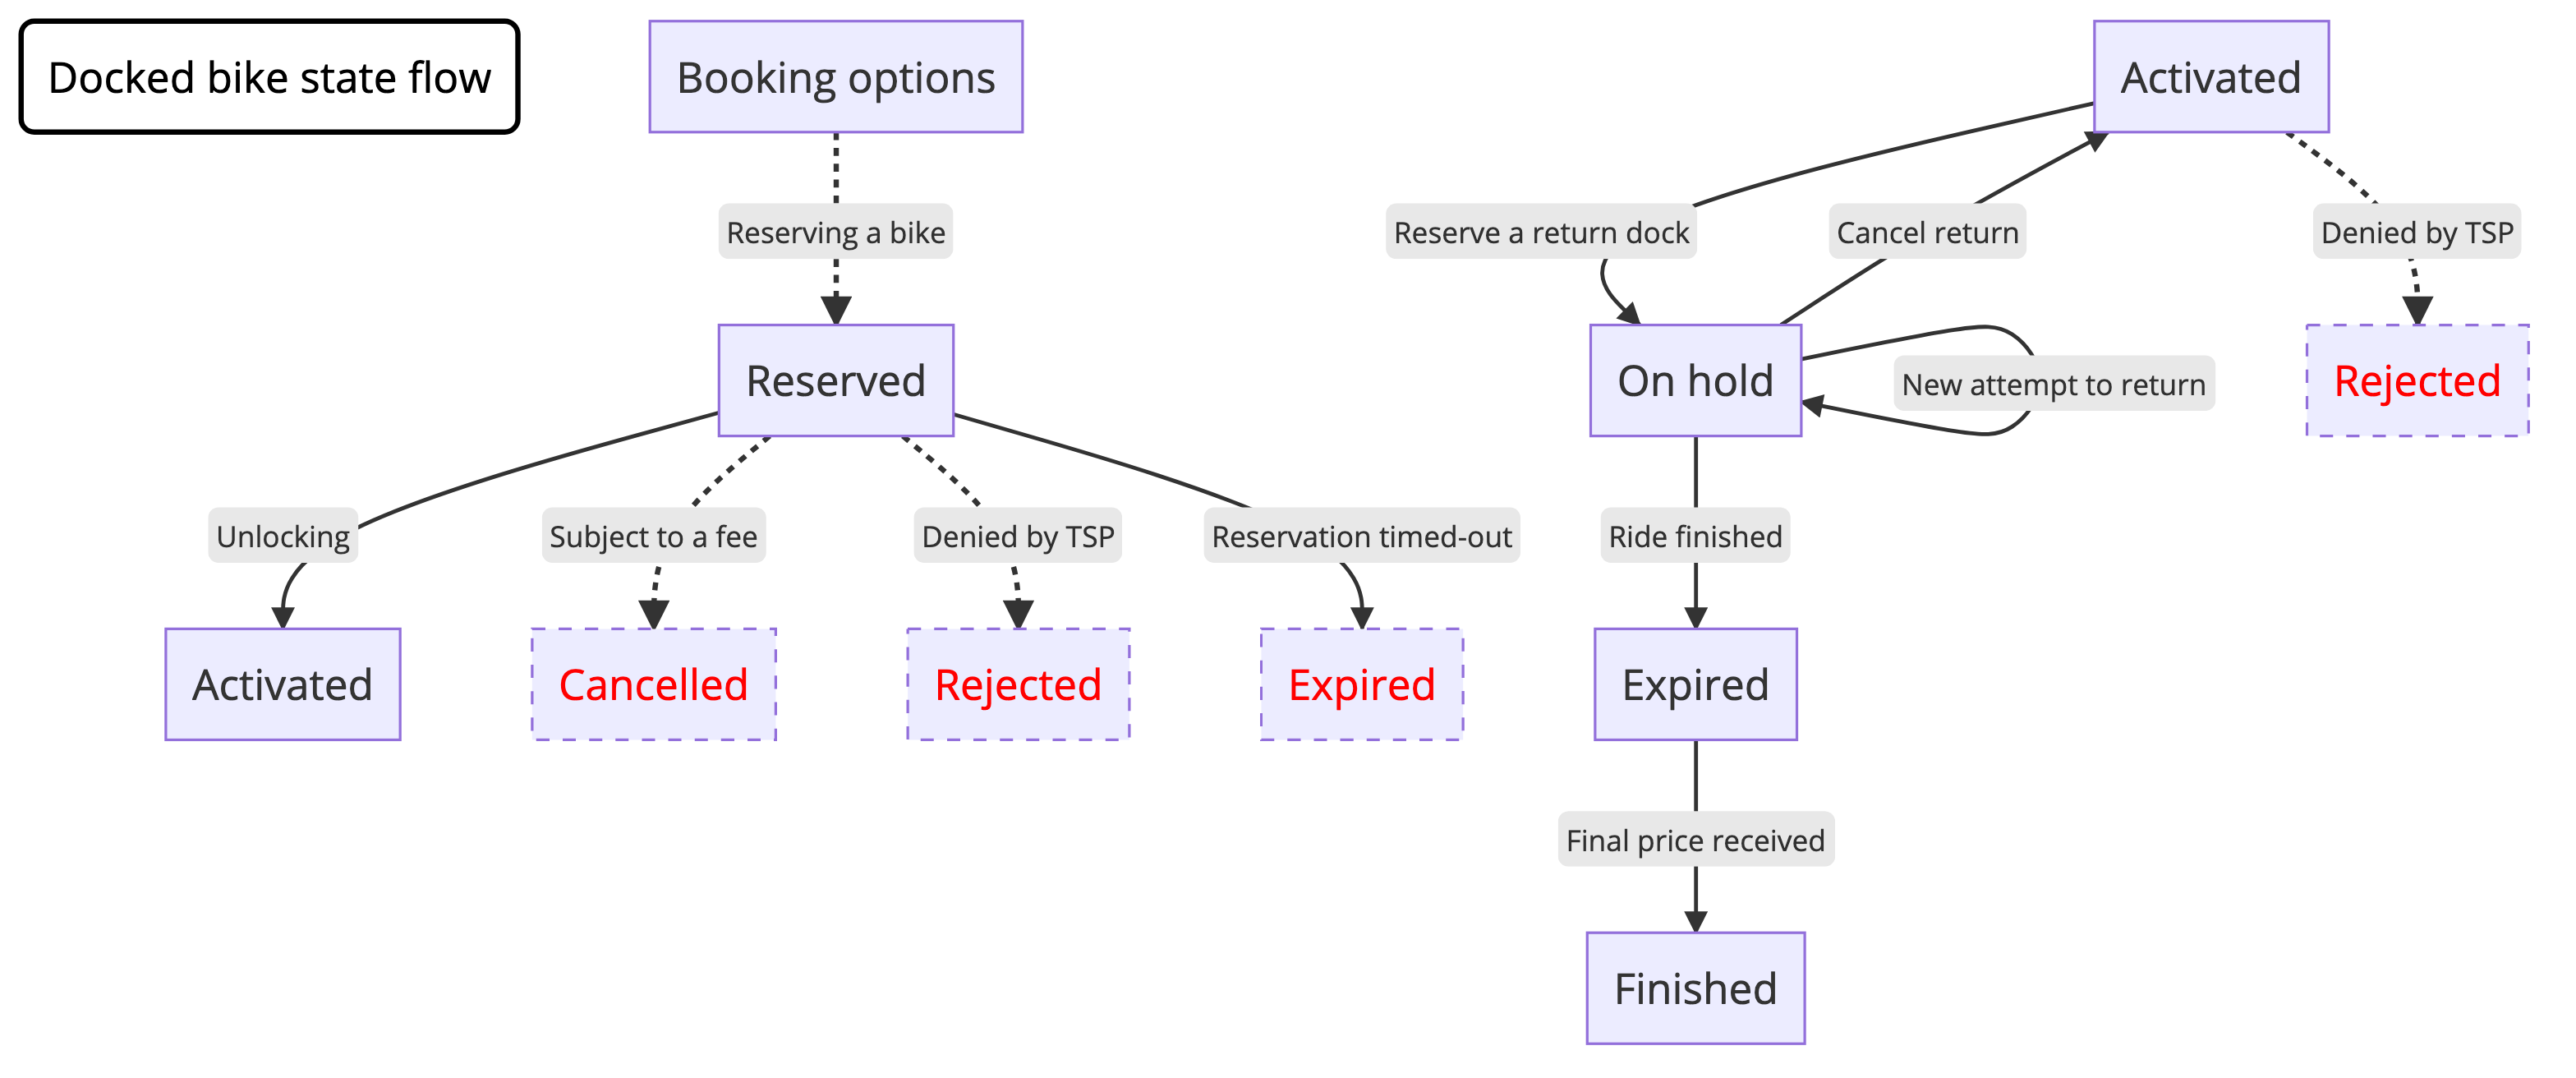 Docked bike state flow
Booking options
Activated
Reserving a bike
Reserve a return dock
Cancel return
Denied by TSP
Reserved
On hold
New attempt to return
Rejected
Unlocking
Subject to a fee
Denied by TSP
Reservation timed-out
Ride finished
Activated
Cancelled
Rejected
Expired
Expired
Final price received
Finished